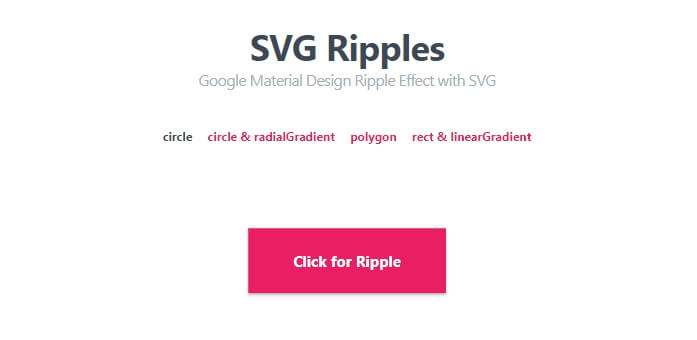 SVG Ripples
Google Material Design Ripple Effect with SVG
circle circle & radialGradient polygon rect & linearGradient
Click for Ripple